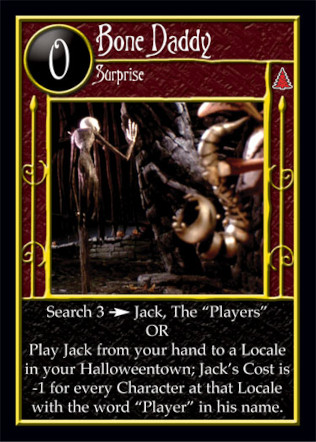 0
Bone Daddy
Surprise
Search 3 ➔ Jack, The “Players”
OR
Play Jack from your hand to a Locale
in your Halloweentown; Jack’s Cost is
-1 for every Character at that Locale
with the word “Player” in his name.